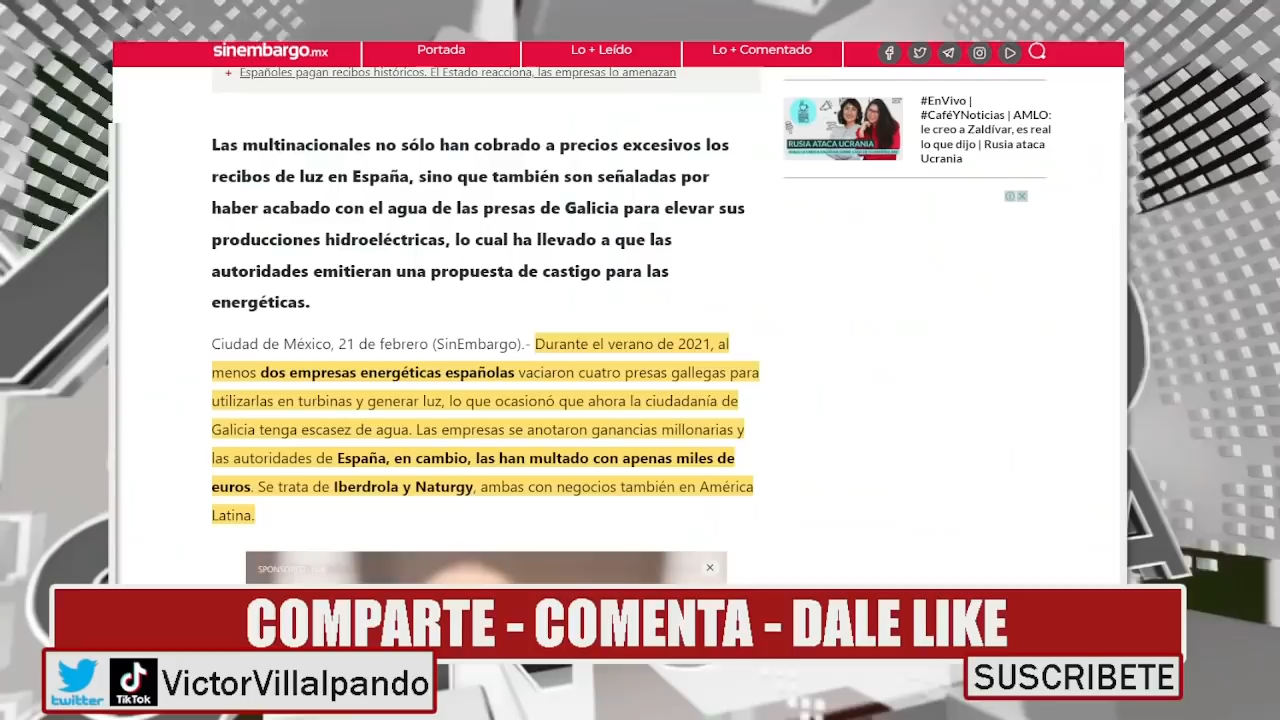 sinembargo.mx
Portada
Lo + Leído
Lo + Comentado
+ Españoles pagan recibos históricos. El Estado reacciona, las empresas lo amenazan
Las multinacionales no sólo han cobrado a precios excesivos los
recibos de luz en España, sino que también son señaladas por
haber acabado con el agua de las presas de Galicia para elevar sus
producciones hidroeléctricas, lo cual ha llevado a que las
autoridades emitieran una propuesta de castigo para las
energéticas.
Ciudad de México, 21 de febrero (SinEmbargo).- Durante el verano de 2021, al
menos dos empresas energéticas españolas vaciaron cuatro presas gallegas para
utilizarlas en turbinas y generar luz, lo que ocasionó que ahora la ciudadanía de
Galicia tenga escasez de agua. Las empresas se anotaron ganancias millonarias y
las autoridades de España, en cambio, las han multado con apenas miles de
euros. Se trata de Iberdrola y Naturgy, ambas con negocios también en América
Latina.
RUSIA ATACA UCRANIA
#EnVivo |
#CaféYNoticias | AMLO:
le creo a Zaldívar, es real
lo que dijo | Rusia ataca
Ucrania
COMPARTE - COMENTA - DALE LIKE
twitter
TikTok
VictorVillalpando
SUSCRIBETE